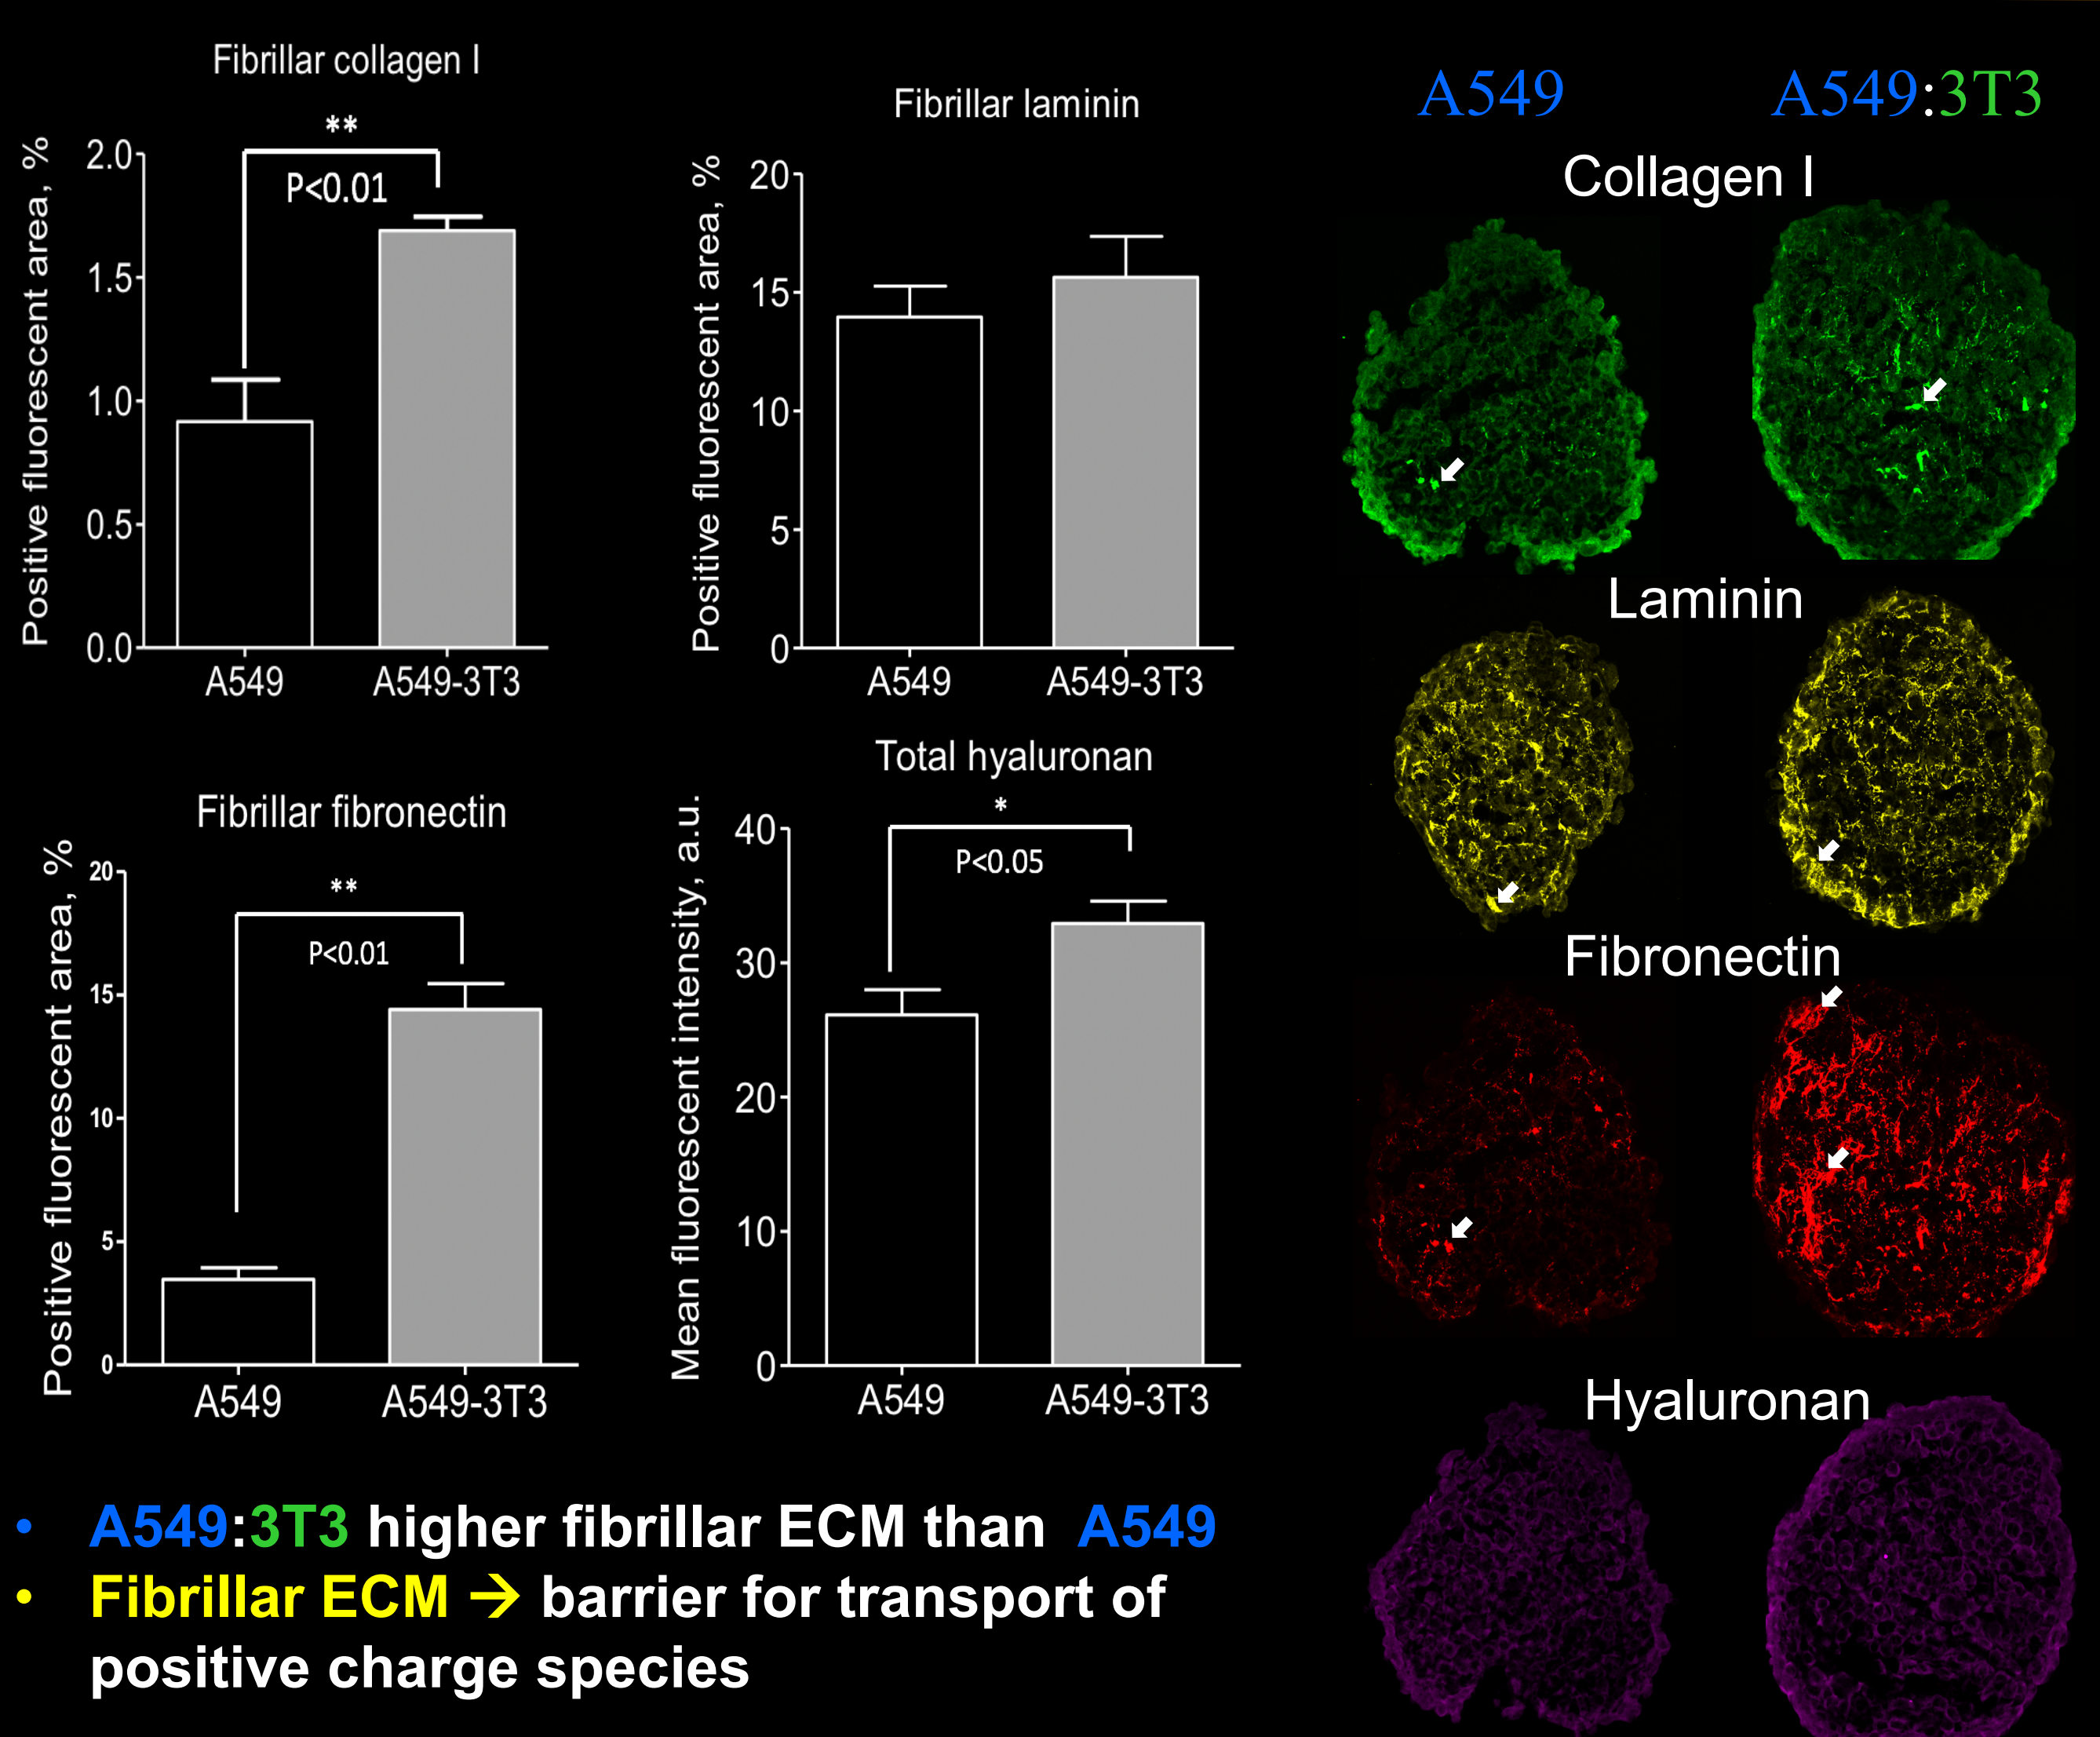 Fibrillar collagen I
**
P<0.01
Positive fluorescent area, %
2.0
1.5
1.0
0.5
0.0
A549
A549-3T3
Fibrillar laminin
Positive fluorescent area, %
20
15
10
5
0
A549
A549-3T3
Fibrillar fibronectin
**
P<0.01
Positive fluorescent area, %
20
15
10
5
0
A549
A549-3T3
Total hyaluronan
*
P<0.05
Mean fluorescent intensity, a.u.
40
30
20
10
0
A549
A549-3T3
A549
A549:3T3
Collagen I
Laminin
Fibronectin
Hyaluronan
• A549:3T3 higher fibrillar ECM than A549
• Fibrillar ECM → barrier for transport of
positive charge species